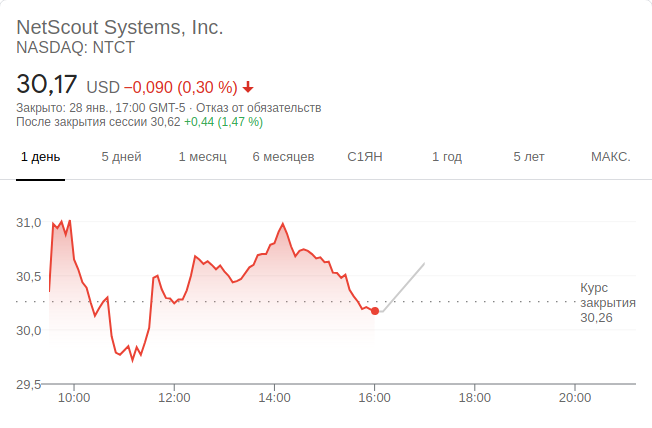 NetScout Systems, Inc.
NASDAQ: NTCT
30,17 USD −0,090 (0,30 %)
Закрыто: 28 янв., 17:00 GMT-5 · Отказ от обязательств
После закрытия сессии 30,62 +0,44 (1,47 %)
1 день 5 дней 1 месяц 6 месяцев С1ЯН 1 год 5 лет МАКС.
31,0
30,5
Курс
закрытия
30,26
30,0
29,5
10:00 12:00 14:00 16:00 18:00 20:00